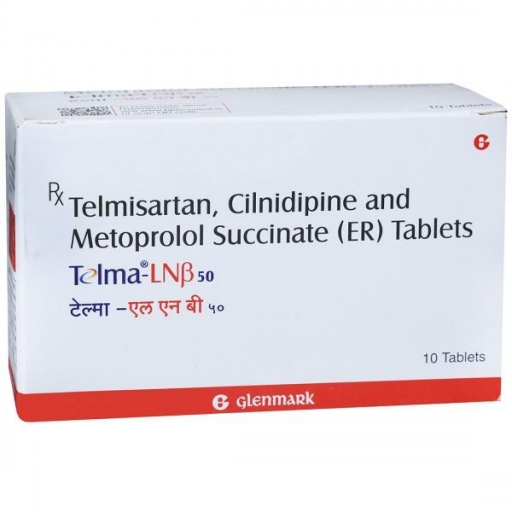 10 Tablets
Rx Telmisartan, Cilnidipine and
Metoprolol Succinate (ER) Tablets
Telma®-LNβ 50
टेल्मा -एल एन बी ५०
10 Tablets
glenmark